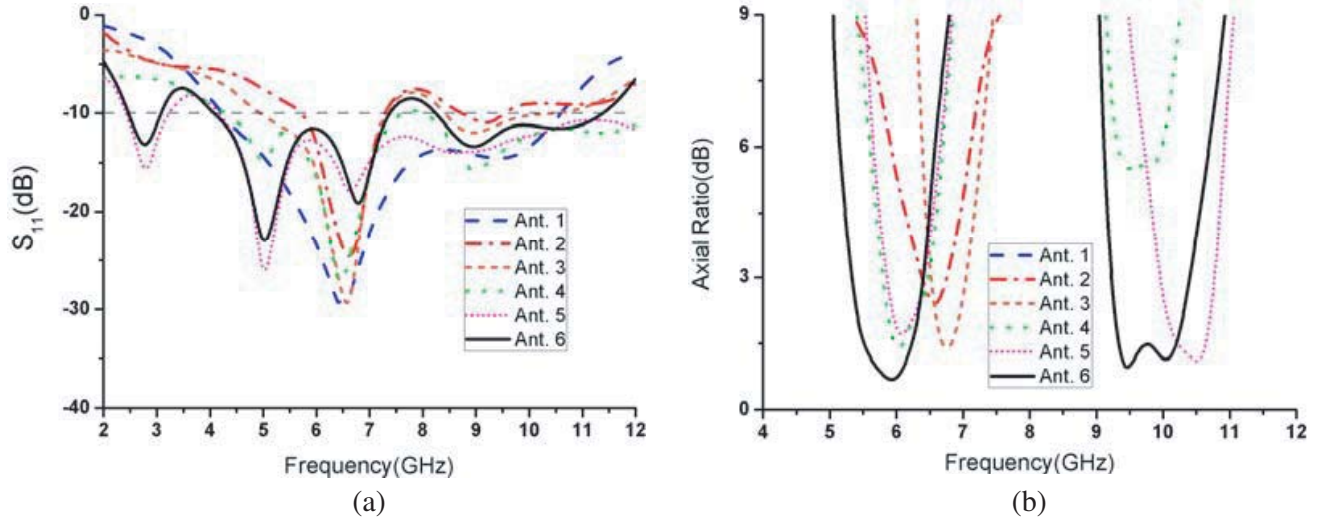 0
-10
-20
-30
-40
S11(dB)
Ant. 1
Ant. 2
Ant. 3
Ant. 4
Ant. 5
Ant. 6
2 3 4 5 6 7 8 9 10 11 12
Frequency(GHz)
(a)
9
6
3
0
Axial Ratio(dB)
Ant. 1
Ant. 2
Ant. 3
Ant. 4
Ant. 5
Ant. 6
4 5 6 7 8 9 10 11 12
Frequency(GHz)
(b)